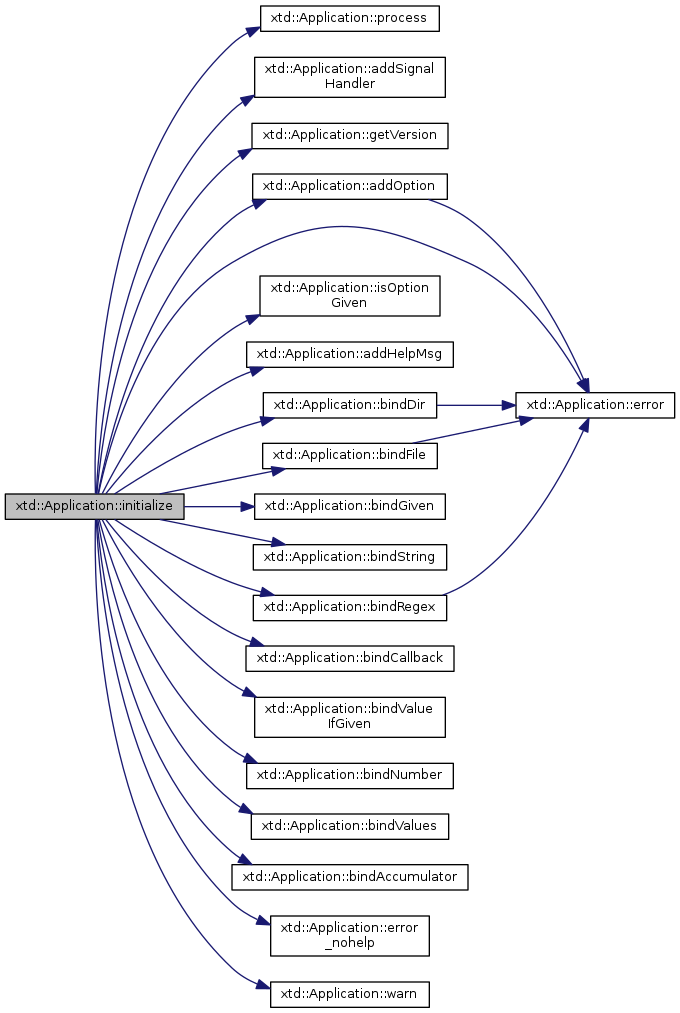 xtd::Application::process
xtd::Application::addSignal
Handler
xtd::Application::getVersion
xtd::Application::addOption
xtd::Application::isOption
Given
xtd::Application::addHelpMsg
xtd::Application::bindDir
xtd::Application::error
xtd::Application::bindFile
xtd::Application::initialize
xtd::Application::bindGiven
xtd::Application::bindString
xtd::Application::bindRegex
xtd::Application::bindCallback
xtd::Application::bindValue
IfGiven
xtd::Application::bindNumber
xtd::Application::bindValues
xtd::Application::bindAccumulator
xtd::Application::error
_nohelp
xtd::Application::warn